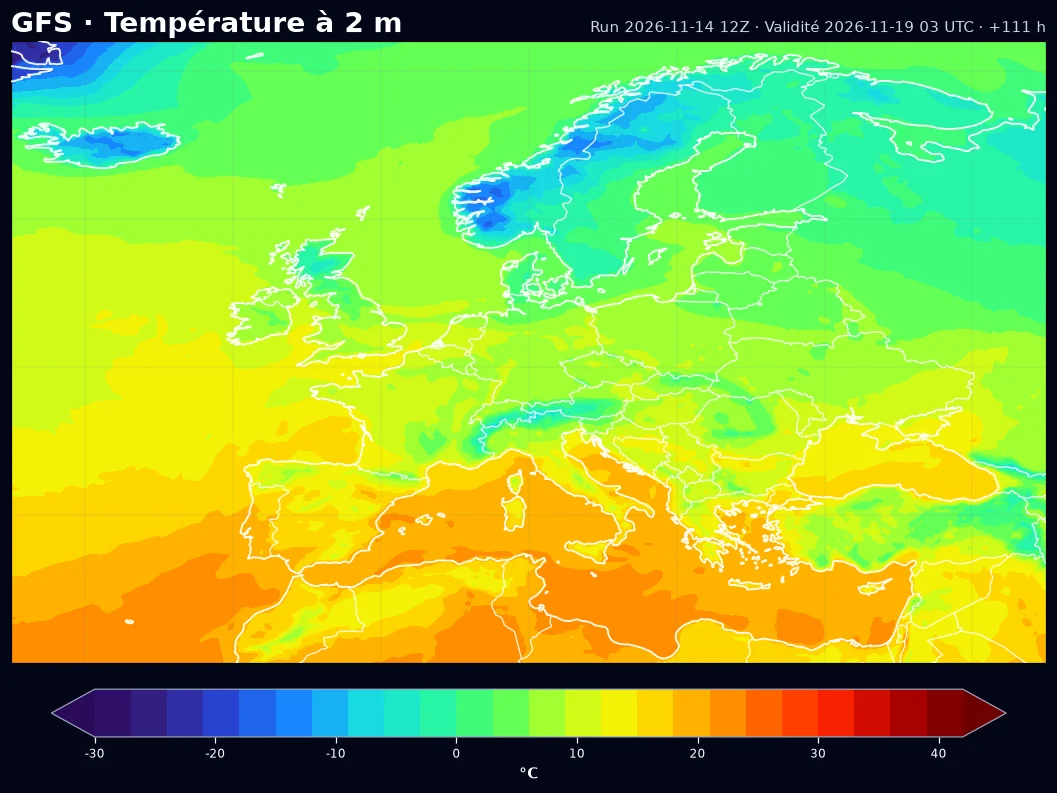 GFS · Température à 2 m
Run 2026-11-14 12Z · Validité 2026-11-19 03 UTC · +111 h
-30 -20 -10 0 10 20 30 40
°C